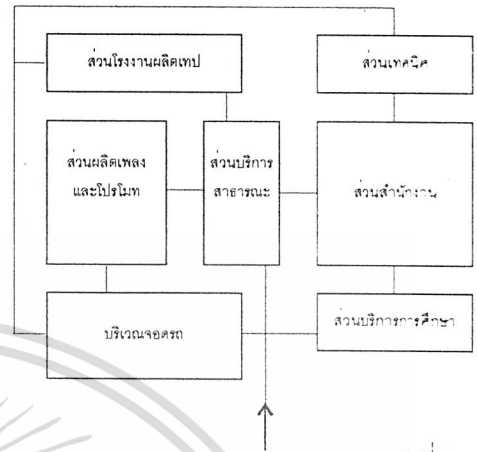 ส่วนโรงงานผลิตเทป
ส่วนเทคนิค
ส่วนผลิตเพลง
และโปรโมท
ส่วนบริการ
สาธารณะ
ส่วนสำนักงาน
บริเวณจอดรถ
ส่วนบริการการศึกษา